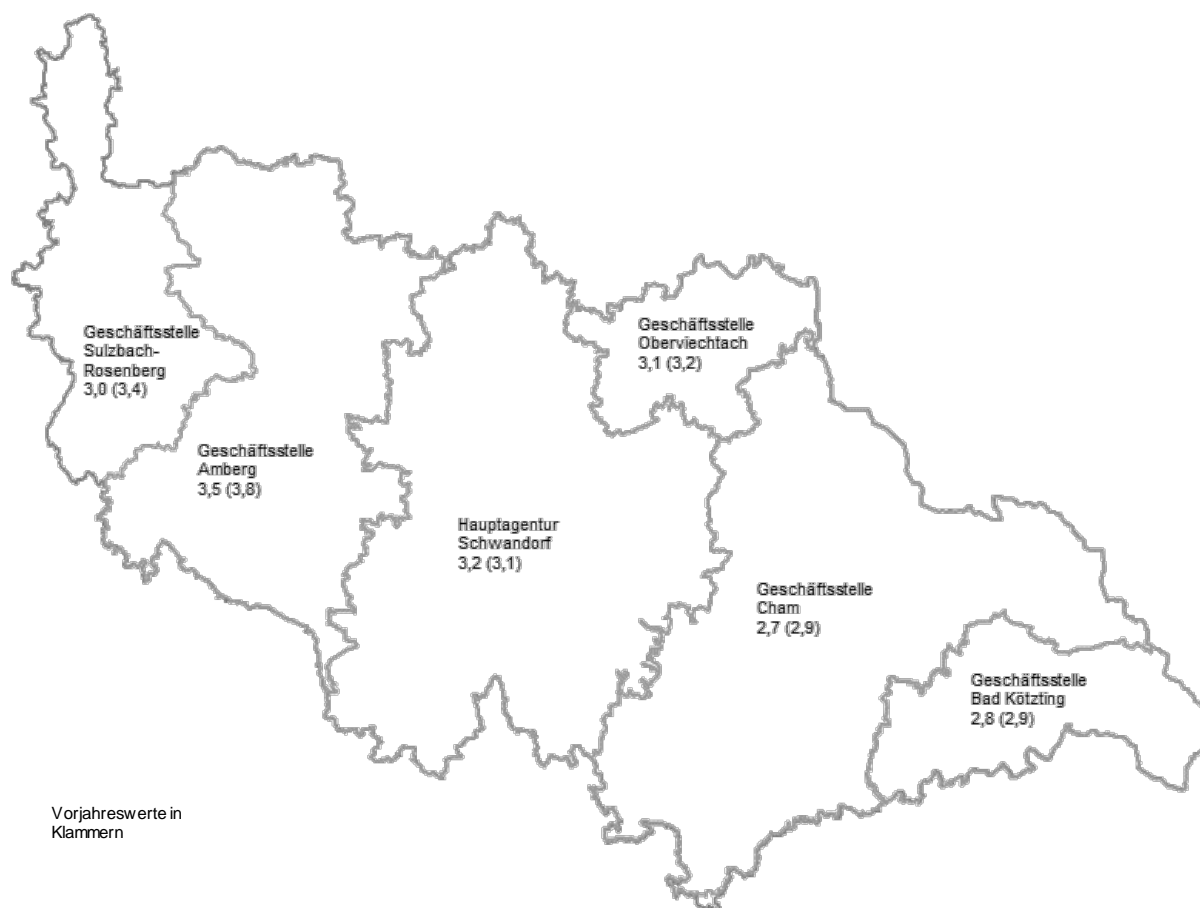 Geschäftsstelle
Sulzbach-
Rosenberg
3,0 (3,4)
Geschäftsstelle
Amberg
3,5 (3,8)
Hauptagentur
Schwandorf
3,2 (3,1)
Geschäftsstelle
Oberviechtach
3,1 (3,2)
Geschäftsstelle
Cham
2,7 (2,9)
Geschäftsstelle
Bad Kötzting
2,8 (2,9)
Vorjahreswerte in
Klammern